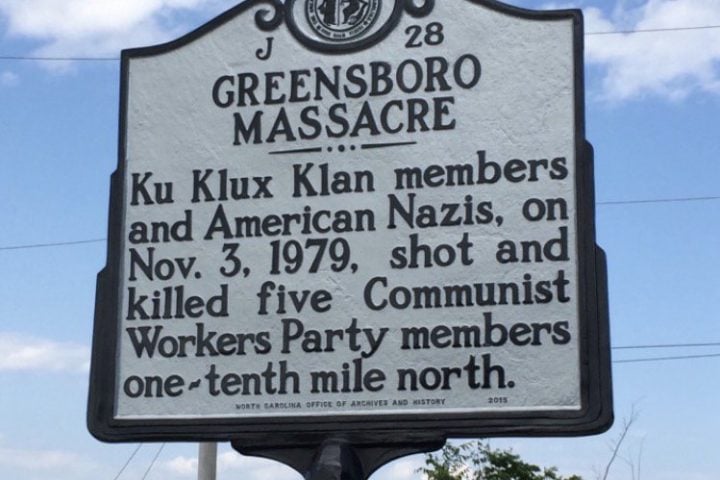 J 28
GREENSBORO
MASSACRE
Ku Klux Klan members
and American Nazis, on
Nov. 3, 1979, shot and
killed five Communist
Workers Party members
one-tenth mile north.
NORTH CAROLINA OFFICE OF ARCHIVES AND HISTORY 2015